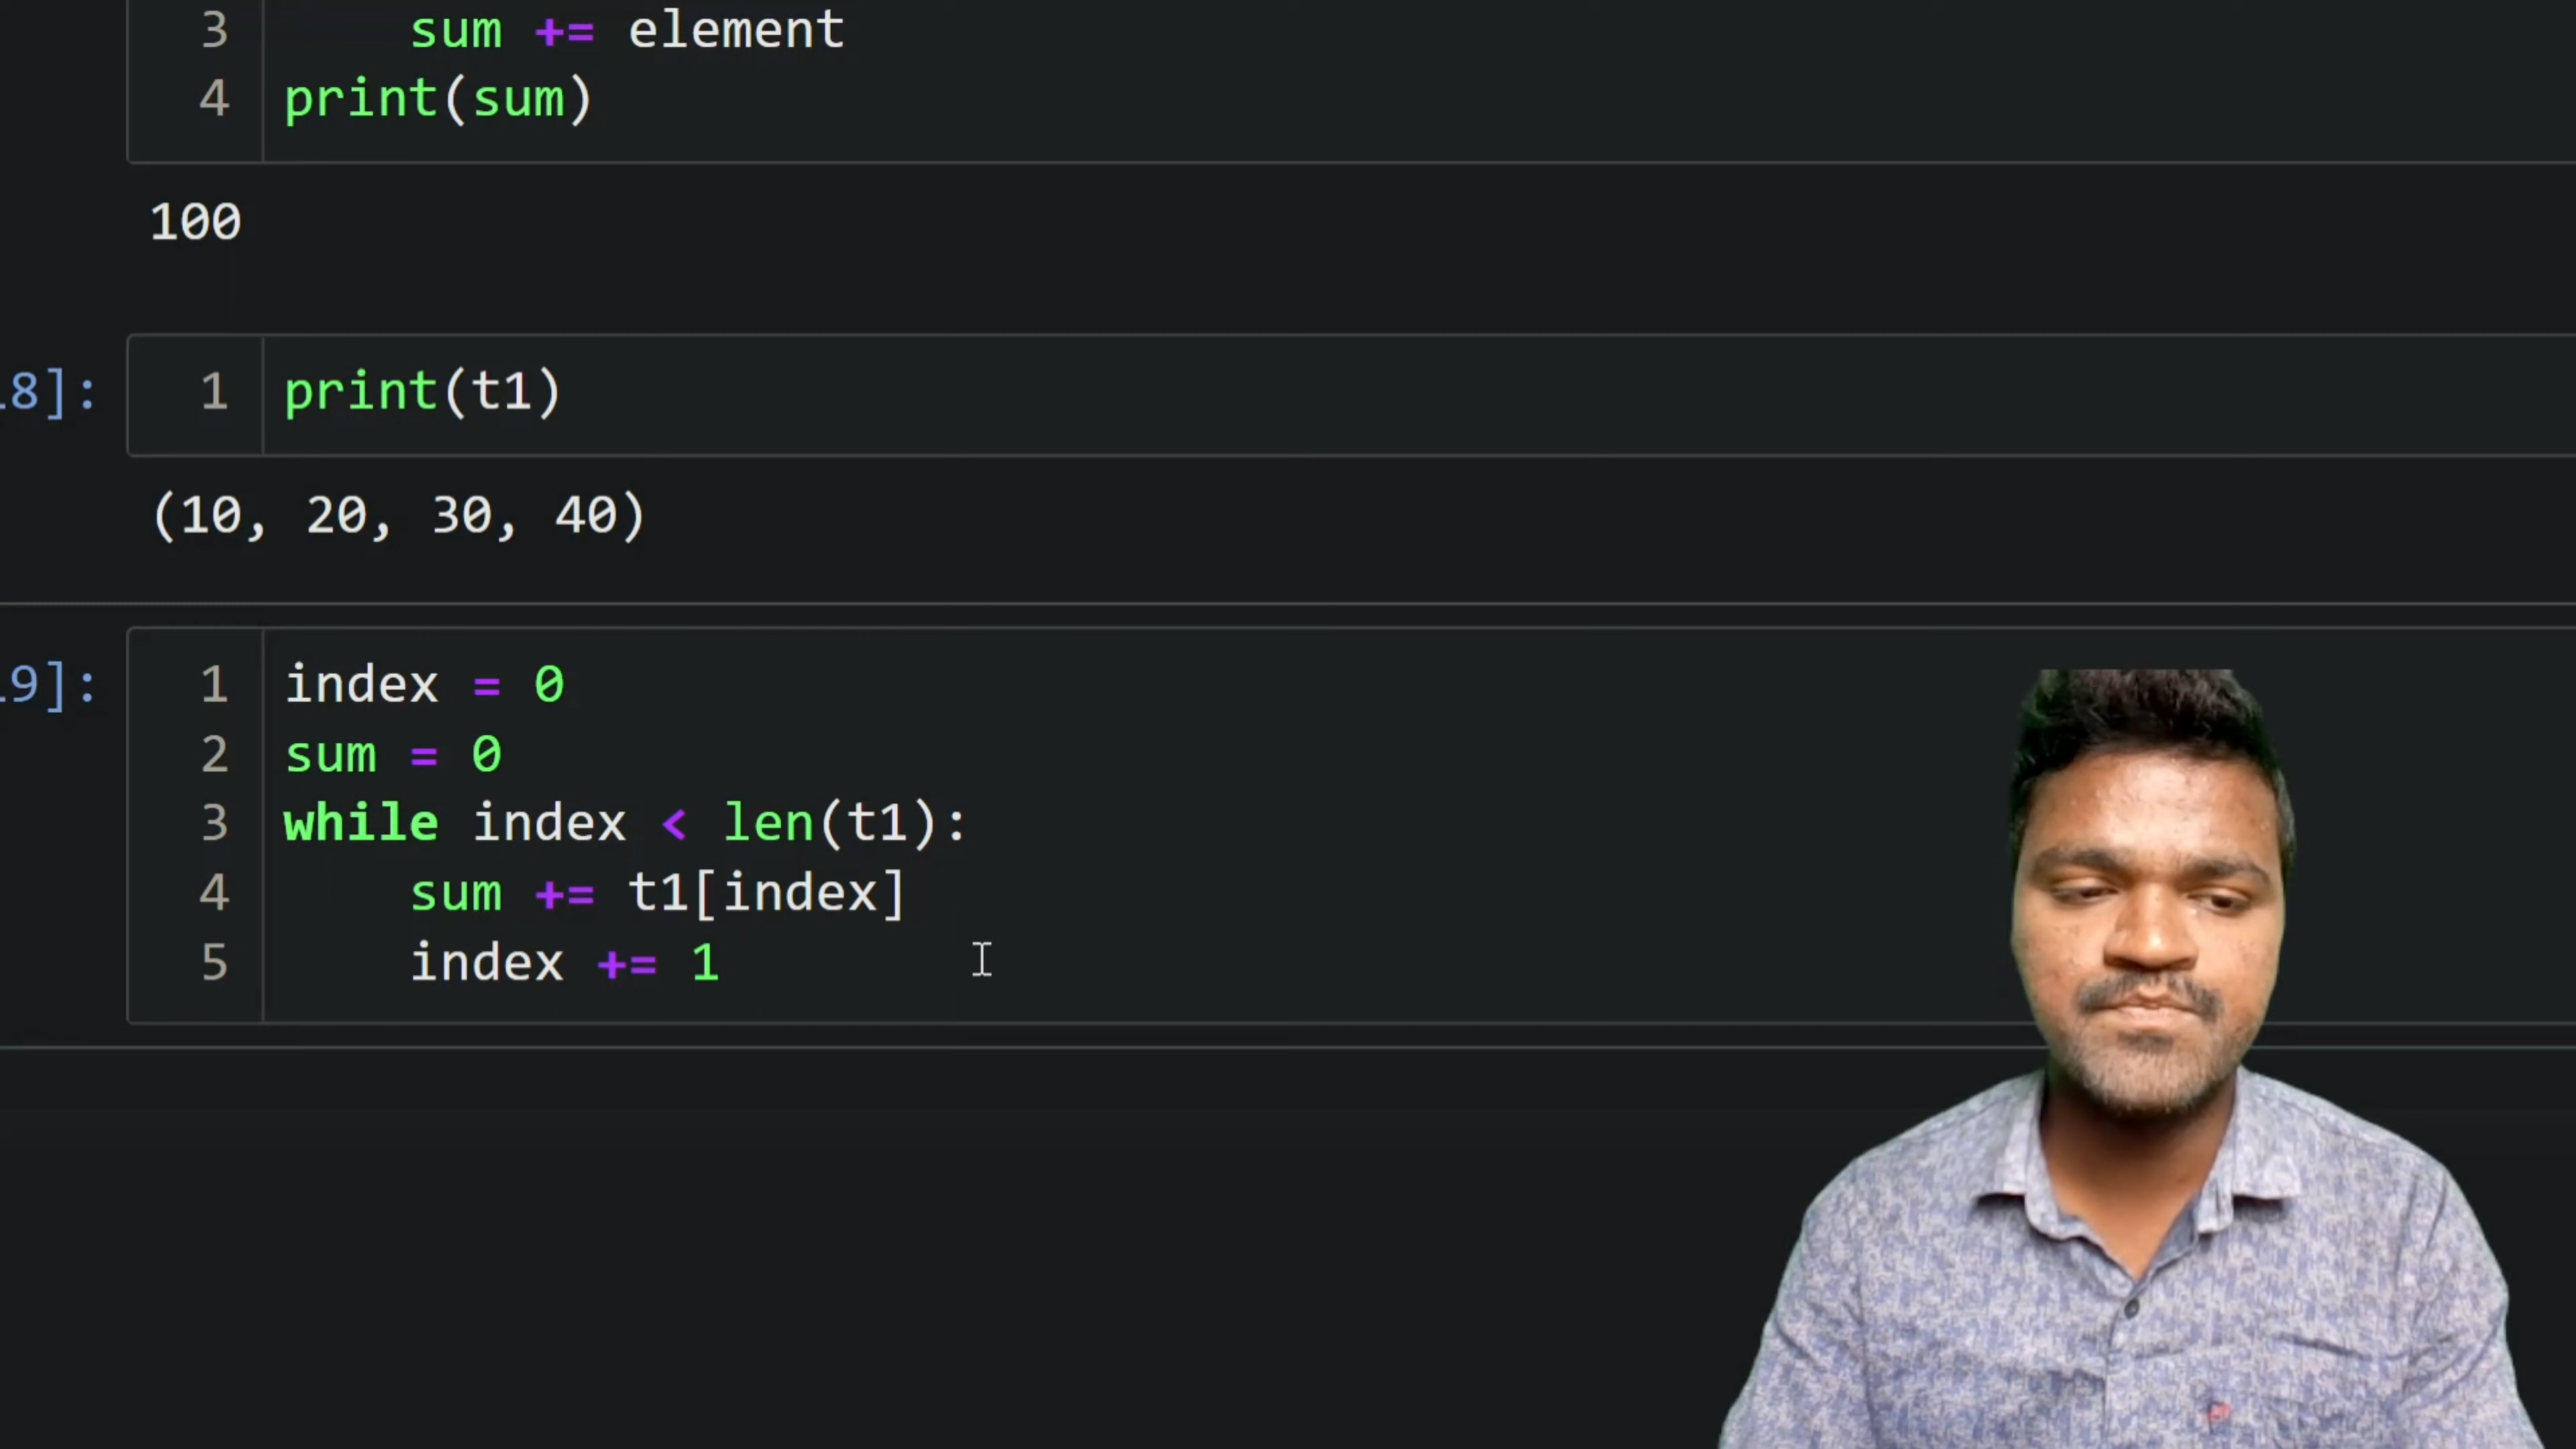 3 sum += element
4 print(sum)
100
8]: 1 print(t1)
(10, 20, 30, 40)
9]: 1 index = 0
2 sum = 0
3 while index < len(t1):
4 sum += t1[index]
5 index += 1